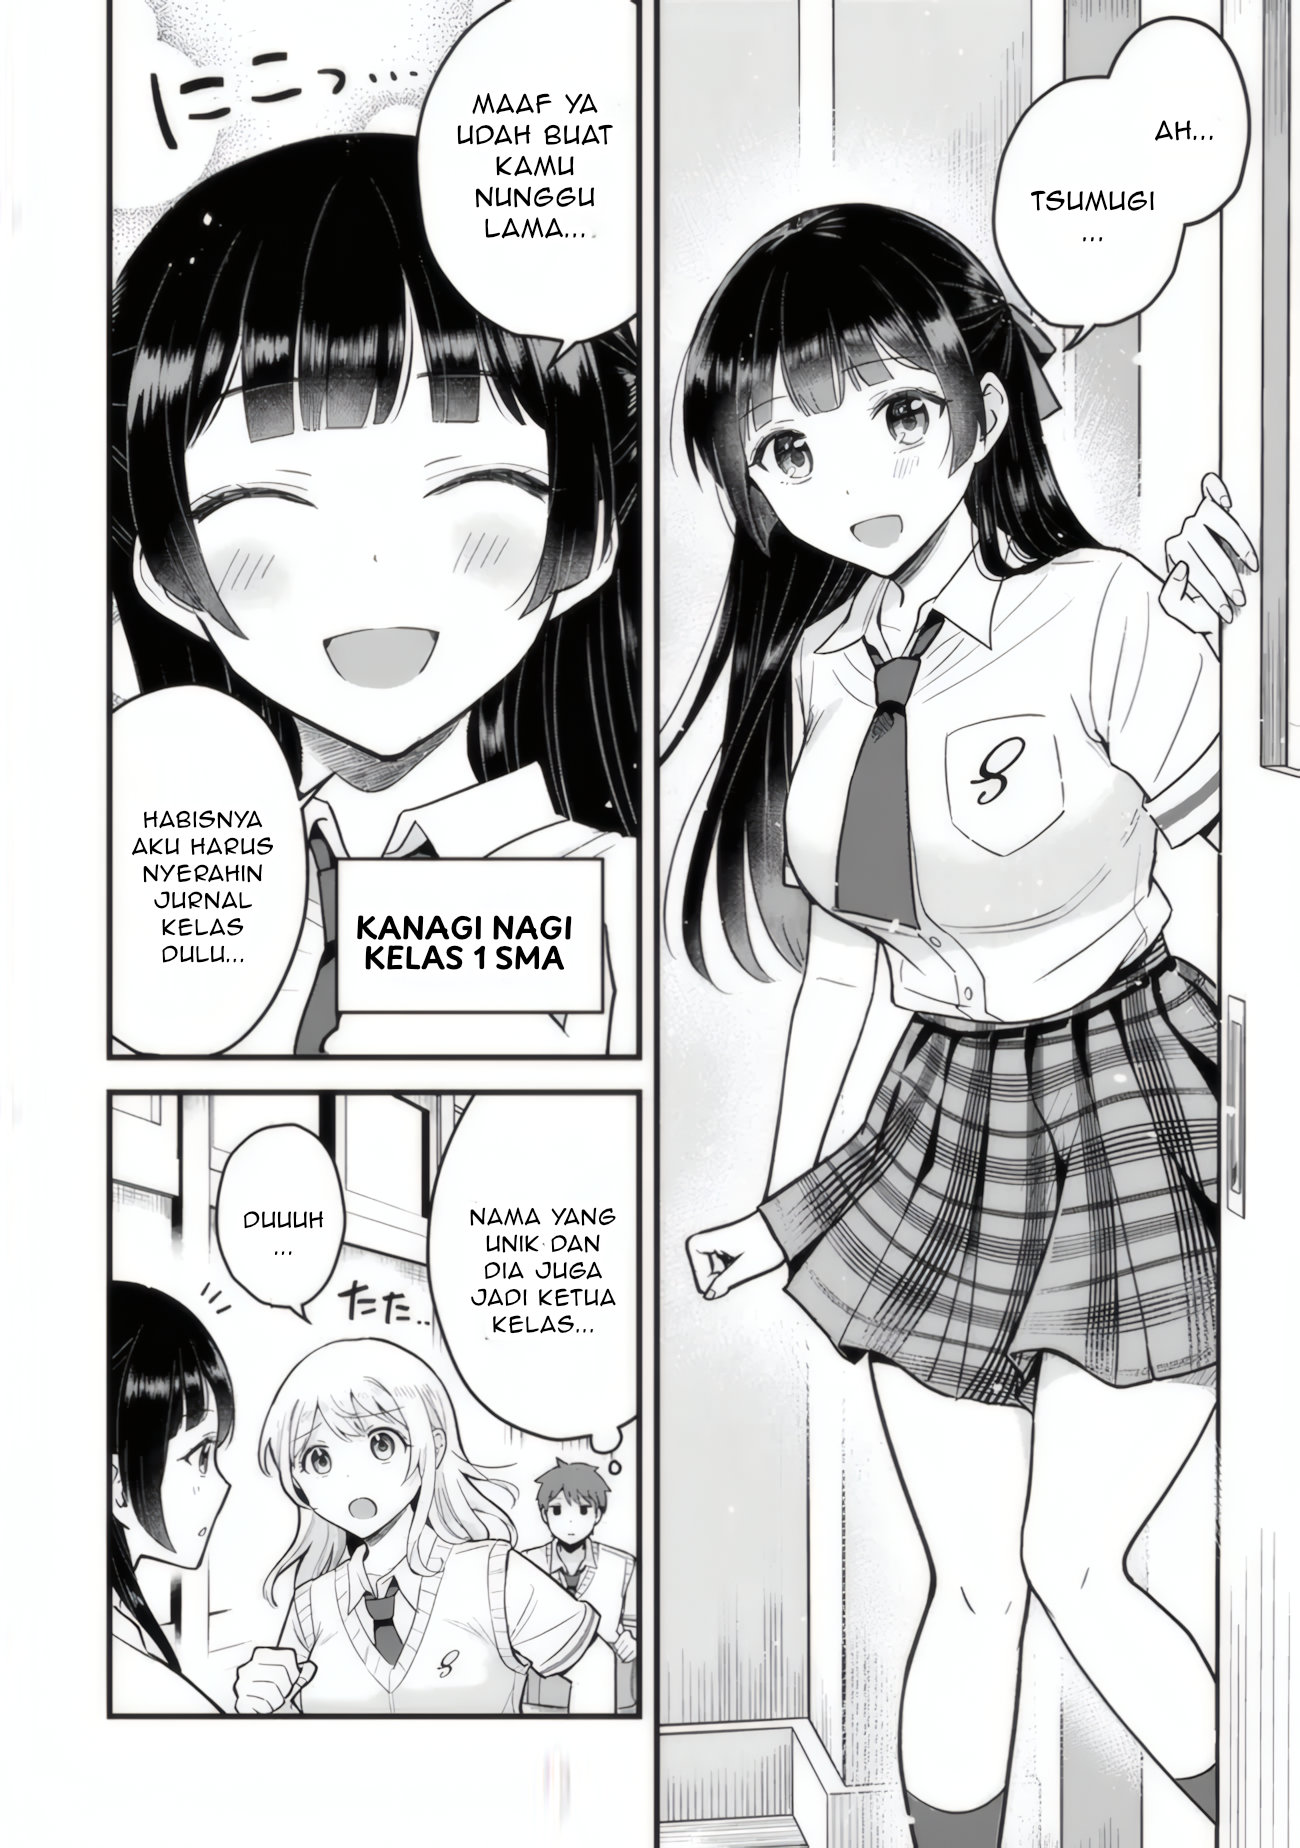 AH...
TSUMUGI
...
にこっ...
MAAF YA
UDAH BUAT
KAMU
NUNGGU
LAMA...
HABISNYA
AKU HARUS
NYERAHIN
JURNAL
KELAS
DULU...
KANAGI NAGI
KELAS 1 SMA
NAMA YANG
UNIK DAN
DIA JUGA
JADI KETUA
KELAS...
DUUUH
...
たた..
S
S